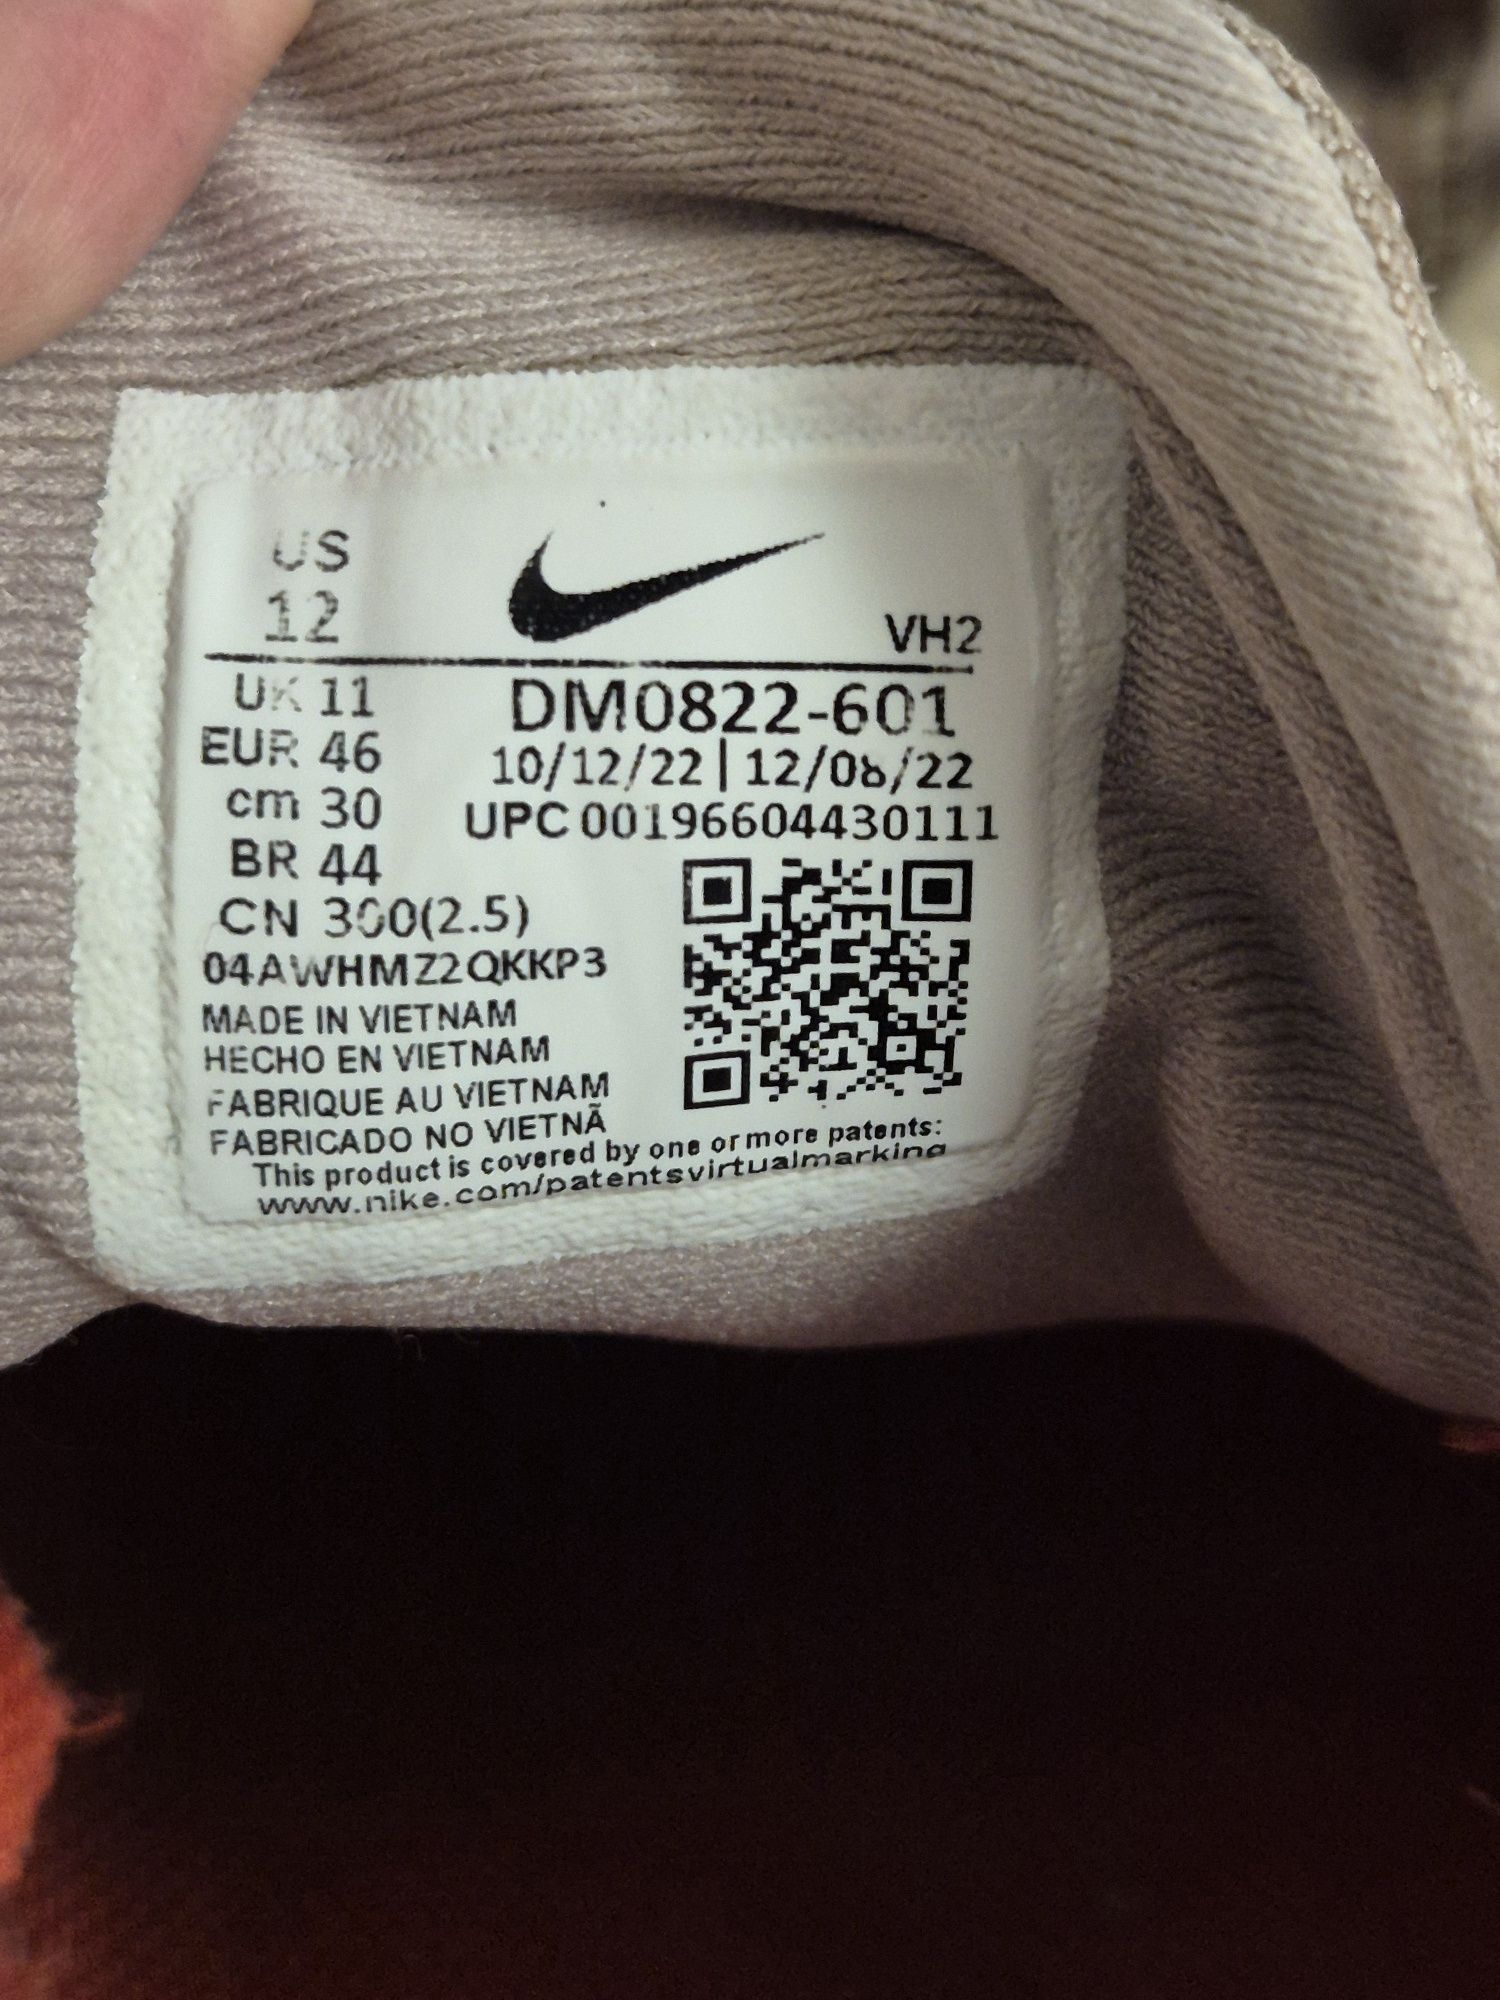 US
12
VH2
UK 11
EUR 46
cm 30
BR 44
CN 300(2.5)
DM0822-601
10/12/22 | 12/08/22
UPC 00196604430111
04AWHMZ2QKKP3
MADE IN VIETNAM
HECHO EN VIETNAM
FABRIQUE AU VIETNAM
FABRICADO NO VIETNÃ
This product is covered by one or more patents:
www.nike.com/patentsvirtualmarking